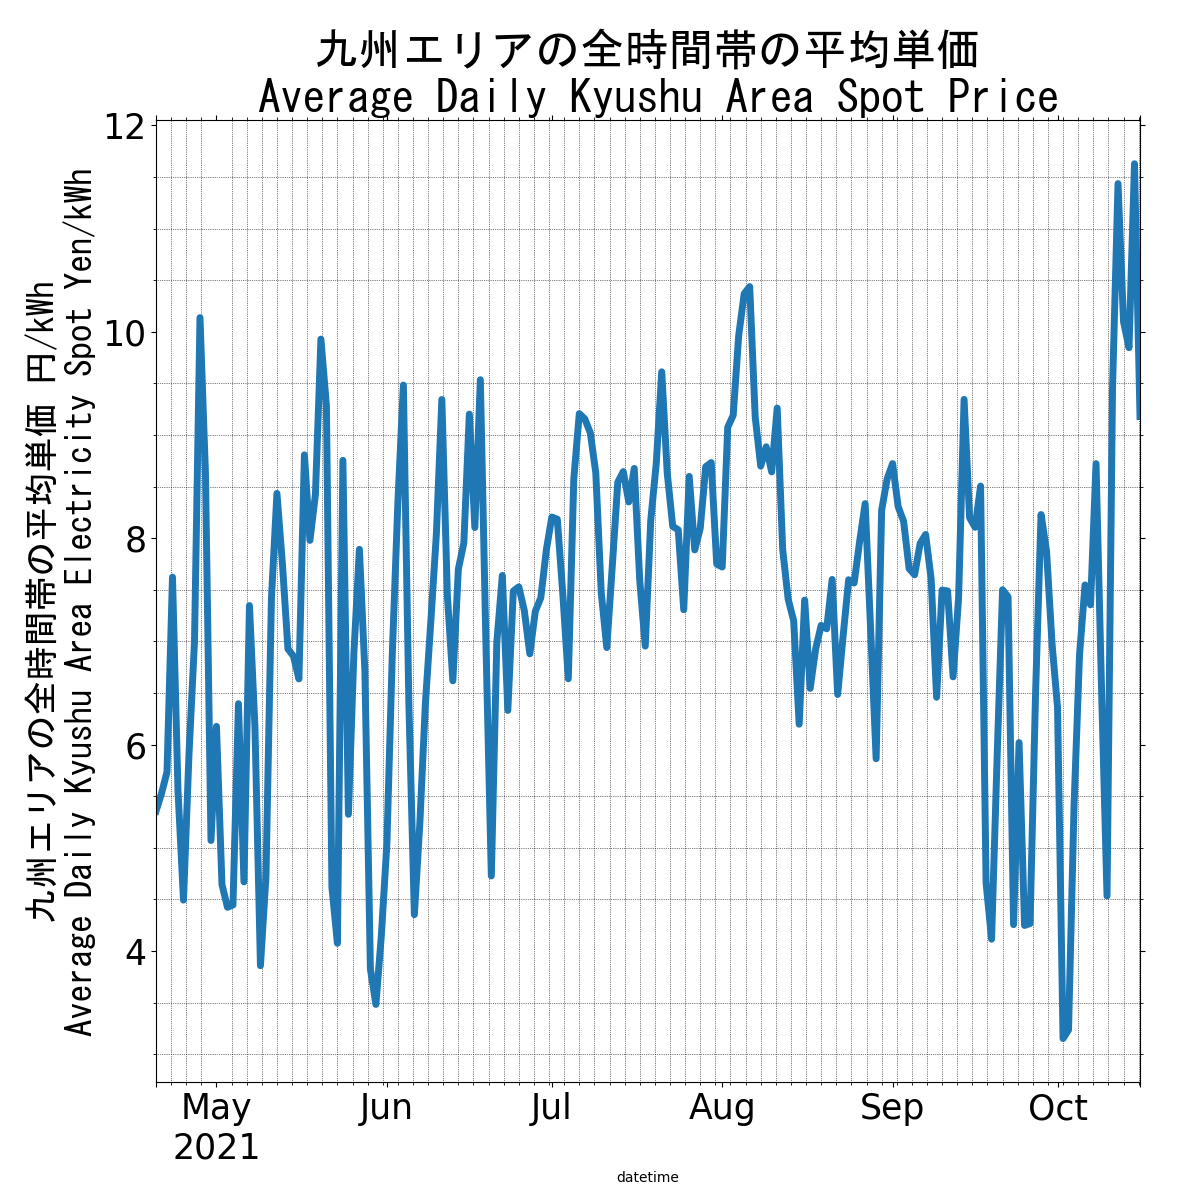 九州エリアの全時間帯の平均単価
Average Daily Kyushu Area Spot Price
九州エリアの全時間帯の平均単価 円/kWh
Average Daily Kyushu Area Electricity Spot Yen/kWh
12
10
8
6
4
May Jun Jul Aug Sep Oct
2021
datetime